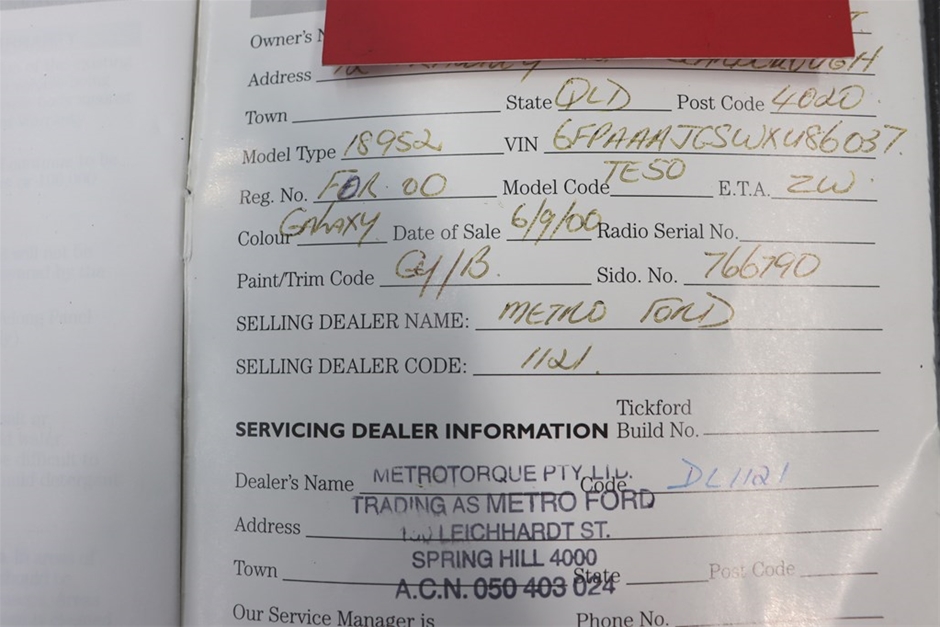 Owner's
Address SCARBOROUGH
Town State QLD Post Code 4020
Model Type 18952 VIN 6FPAAAJGSWXU86037
Reg. No. FOR·00 Model Code TE50 E.T.A. ZW
Colour GALAXY Date of Sale 6/9/00 Radio Serial No.
Paint/Trim Code GY/B Sido. No. 766790
SELLING DEALER NAME: METRO FORD
SELLING DEALER CODE: 1121
Tickford
SERVICING DEALER INFORMATION Build No.
Dealer's Name METROTORQUE PTY. LTD. Code DL1121
TRADING AS METRO FORD
Address LEICHHARDT ST.
SPRING HILL 4000
Town State Post Code
A.C.N. 050 403 024
Our Service Manager is Phone No.